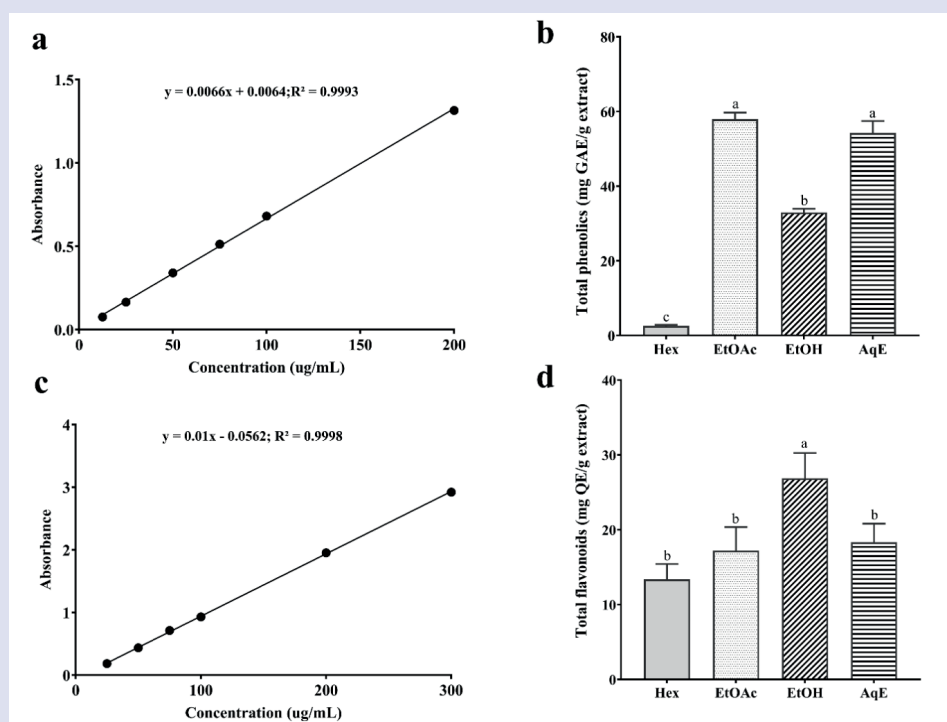 a
y = 0.0066x + 0.0064;R² = 0.9993
1.5
1.0
0.5
0.0
Absorbance
0
50
100
150
200
Concentration (ug/mL)
b
80
60
40
20
0
Total phenolics (mg GAE/g extract)
c
a
b
a
Hex
EtOAc
EtOH
AqE
c
y = 0.01x - 0.0562; R² = 0.9998
4
3
2
1
0
Absorbance
0
100
200
300
Concentration (ug/mL)
d
40
30
20
10
0
Total flavonoids (mg QE/g extract)
b
b
a
b
Hex
EtOAc
EtOH
AqE